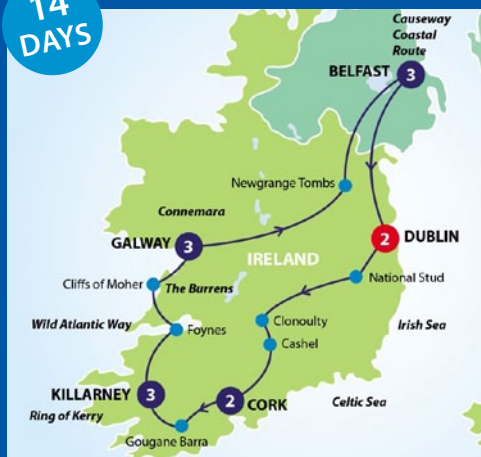 14
DAYS
Causeway
Coastal
Route
BELFAST 3
Newgrange Tombs
Connemara
GALWAY 3
2 DUBLIN
IRELAND
National Stud
Cliffs of Moher
The Burrens
Clonoulty
Irish Sea
Wild Atlantic Way
Foynes
Cashel
KILLARNEY 3
2 CORK
Celtic Sea
Ring of Kerry
Gougane Barra